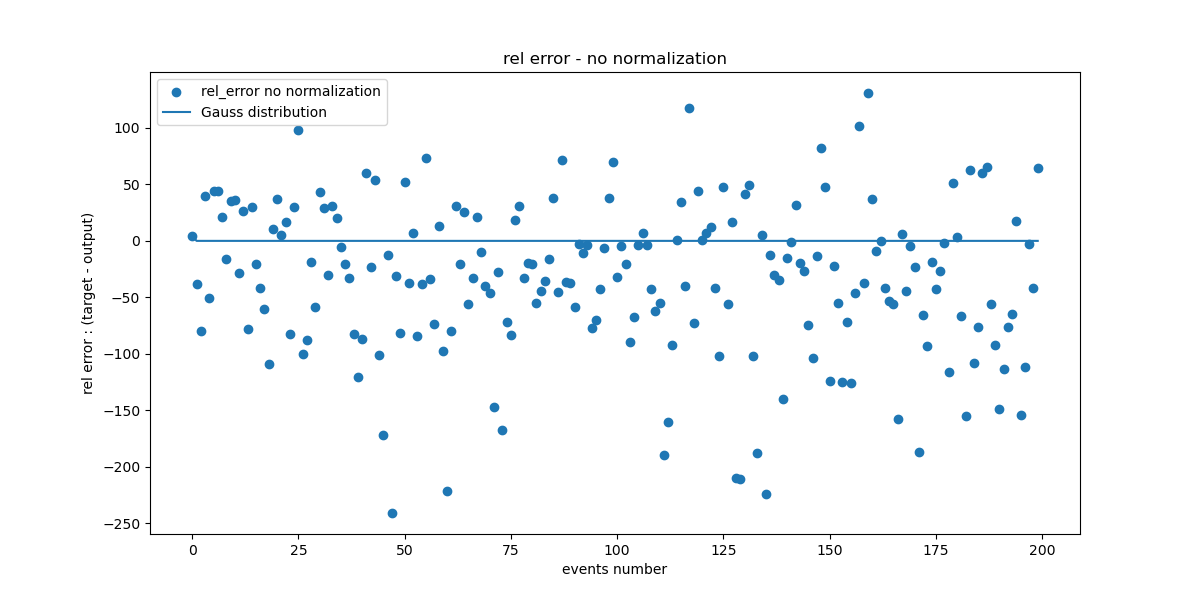 rel error - no normalization
rel_error no normalization
Gauss distribution
rel error : (target - output)
100
50
0
−50
−100
−150
−200
−250
0 25 50 75 100 125 150 175 200
events number